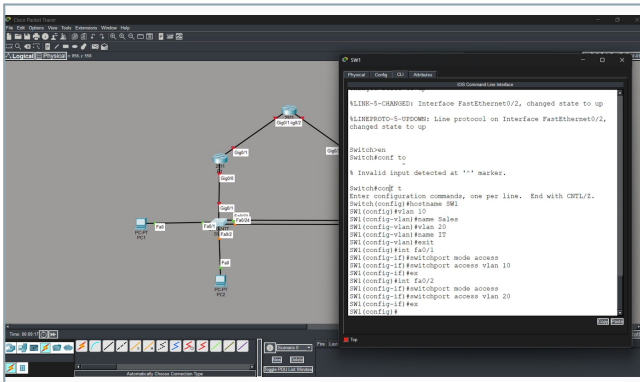 Cisco Packet Tracer
File Edit Options View Tools Extensions Window Help
Logical Physical
SW1
Physical Config CLI Attributes
IOS Command Line Interface
%LINK-5-CHANGED: Interface FastEthernet0/2, changed state to up
%LINEPROTO-5-UPDOWN: Line protocol on Interface FastEthernet0/2,
changed state to up
Switch>en
Switch#conf to
^
% Invalid input detected at '^' marker.
Switch#conf t
Enter configuration commands, one per line. End with CNTL/Z.
Switch(config)#hostname SW1
SW1(config)#vlan 10
SW1(config-vlan)#name Sales
SW1(config-vlan)#vlan 20
SW1(config-vlan)#name IT
SW1(config-vlan)#exit
SW1(config)#int fa0/1
SW1(config-if)#switchport mode access
SW1(config-if)#switchport access vlan 10
SW1(config-if)#ex
SW1(config)#int fa0/2
SW1(config-if)#switchport mode access
SW1(config-if)#switchport access vlan 20
SW1(config-if)#ex
SW1(config)#
Copy Paste
Top
Gig0/1
Gig0/0
Gig0/1
Fa0/24
Fa0
Fa0/1
Fa0/2
PC-PT
PC1
Fa0
PC-PT
PC2
Scenario 0
New Delete
Toggle PDU List Window
Fire
Automatically Choose Connection Type